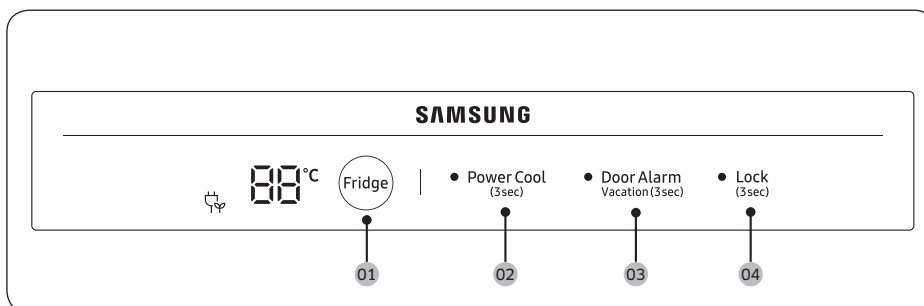 SAMSUNG
88°C Fridge Power Cool Door Alarm Lock
(3sec) Vacation(3sec) (3sec)
01 02 03 04